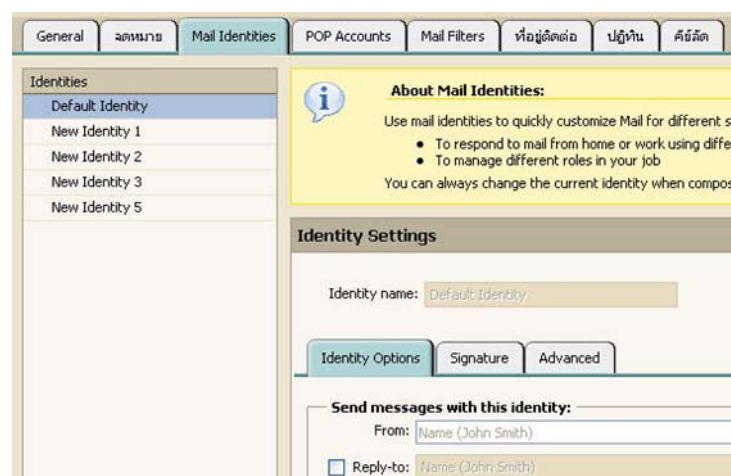 General จดหมาย Mail Identities POP Accounts Mail Filters ที่อยู่ติดต่อ ปฏิทิน คีย์ลัด
Identities
Default Identity
New Identity 1
New Identity 2
New Identity 3
New Identity 5
About Mail Identities:
Use mail identities to quickly customize Mail for different s
• To respond to mail from home or work using diffe
• To manage different roles in your job
You can always change the current identity when compos
Identity Settings
Identity name: Default Identity
Identity Options Signature Advanced
Send messages with this identity:
From: Name (John Smith)
Reply-to: Name (John Smith)